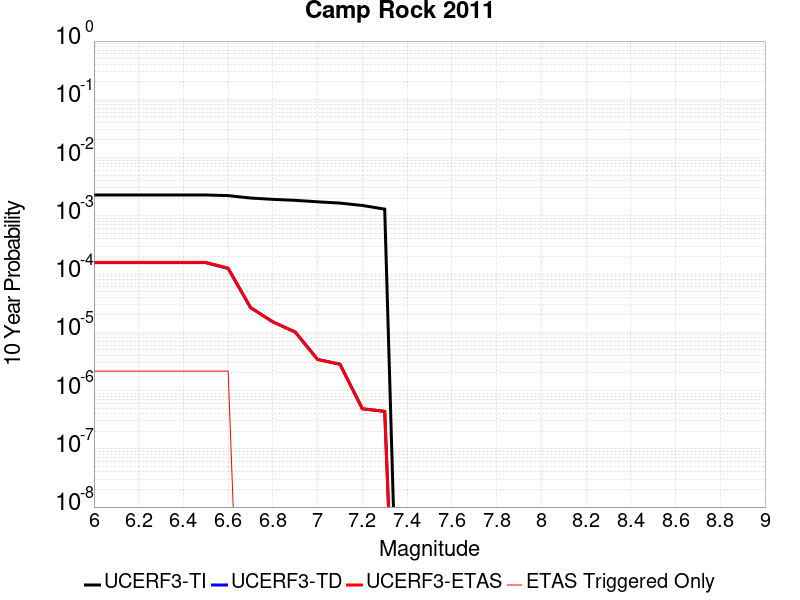 Camp Rock 2011
10 Year Probability
10^0
10^-1
10^-2
10^-3
10^-4
10^-5
10^-6
10^-7
10^-8
6 6.2 6.4 6.6 6.8 7 7.2 7.4 7.6 7.8 8 8.2 8.4 8.6 8.8 9
Magnitude
UCERF3-TI UCERF3-TD UCERF3-ETAS ETAS Triggered Only